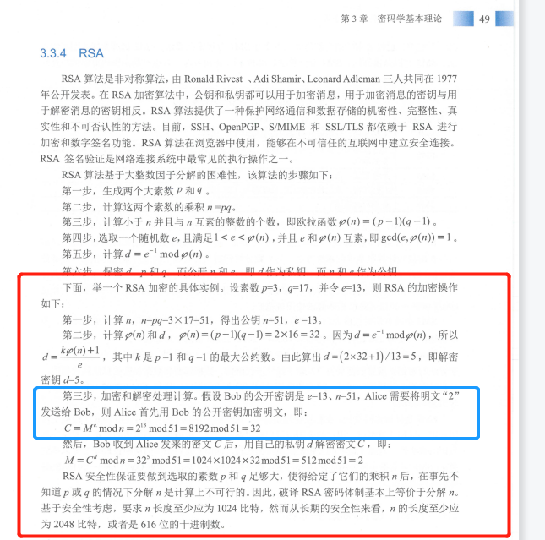 第3章 密码学基本理论 49
3.3.4 RSA
RSA 算法是非对称算法，由 Ronald Rivest、Adi Shamir、Leonard Adleman 三人共同在 1977
年公开发表。在 RSA 加密算法中，公钥和私钥都可以用于加密消息，用于加密消息的密钥与用
于解密消息的密钥相反。RSA 算法提供了一种保护网络通信和数据存储的机密性、完整性、真
实性和不可否认性的方法。目前，SSH、OpenPGP、S/MIME 和 SSL/TLS 都依赖于 RSA 进行
加密和数字签名功能。RSA 算法在浏览器中使用，能够在不可信任的互联网中建立安全连接。
RSA 签名验证是网络连接系统中最常见的执行操作之一。
RSA 算法基于大整数因子分解的困难性，该算法的步骤如下：
第一步，生成两个大素数 p 和 q 。
第二步，计算这两个素数的乘积 n=pq。
第三步，计算小于 n 并且与 n 互素的整数的个数，即欧拉函数 φ(n) = (p−1)(q−1) 。
第四步，选取一个随机数 e，且满足1 < e < φ(n) ，并且 e 和 φ(n) 互素，即 gcd(e, φ(n)) = 1。
第五步，计算 d = e⁻¹ mod φ(n) 。
第六步，保密 d、p 和 q，而公开 n 和 e，即 d 作为私钥，而 n 和 e 作为公钥。
下面，举一个 RSA 加密的具体实例。设素数 p=3，q=17，并令 e=13，则 RSA 的加密操作
如下：
第一步，计算 n，n=pq=3×17=51，得出公钥 n=51，e=13。
第二步，计算 φ(n) 和 d，φ(n)=(p−1)(q−1)=2×16=32 。因为 d = e⁻¹ mod φ(n) ，所以
d = (kφ(n)+1)/e ，其中 k 是 p−1 和 q−1 的最大公约数。由此算出 d=(2×32+1)/13=5，即解密
密钥 d=5。
第三步，加密和解密处理计算。假设 Bob 的公开密钥是 e=13、n=51，Alice 需要将明文“2”
发送给 Bob，则 Alice 首先用 Bob 的公开密钥加密明文，即：
C = Mᵉ mod n = 2¹³ mod 51 = 8192 mod 51 = 32
然后，Bob 收到 Alice 发来的密文 C 后，用自己的私钥 d 解密密文 C，即：
M = Cᵈ mod n = 32⁵ mod 51 = 1024×1024×32 mod 51 = 512 mod 51 = 2
RSA 安全性保证要做到选取的素数 p 和 q 足够大，使得给定了它们的乘积 n 后，在事先不
知道 p 或 q 的情况下分解 n 是计算上不可行的。因此，破译 RSA 密码体制基本上等价于分解 n。
基于安全性考虑，要求 n 长度至少应为 1024 比特，然而从长期的安全性来看，n 的长度至少应
为 2048 比特，或者是 616 位的十进制数。